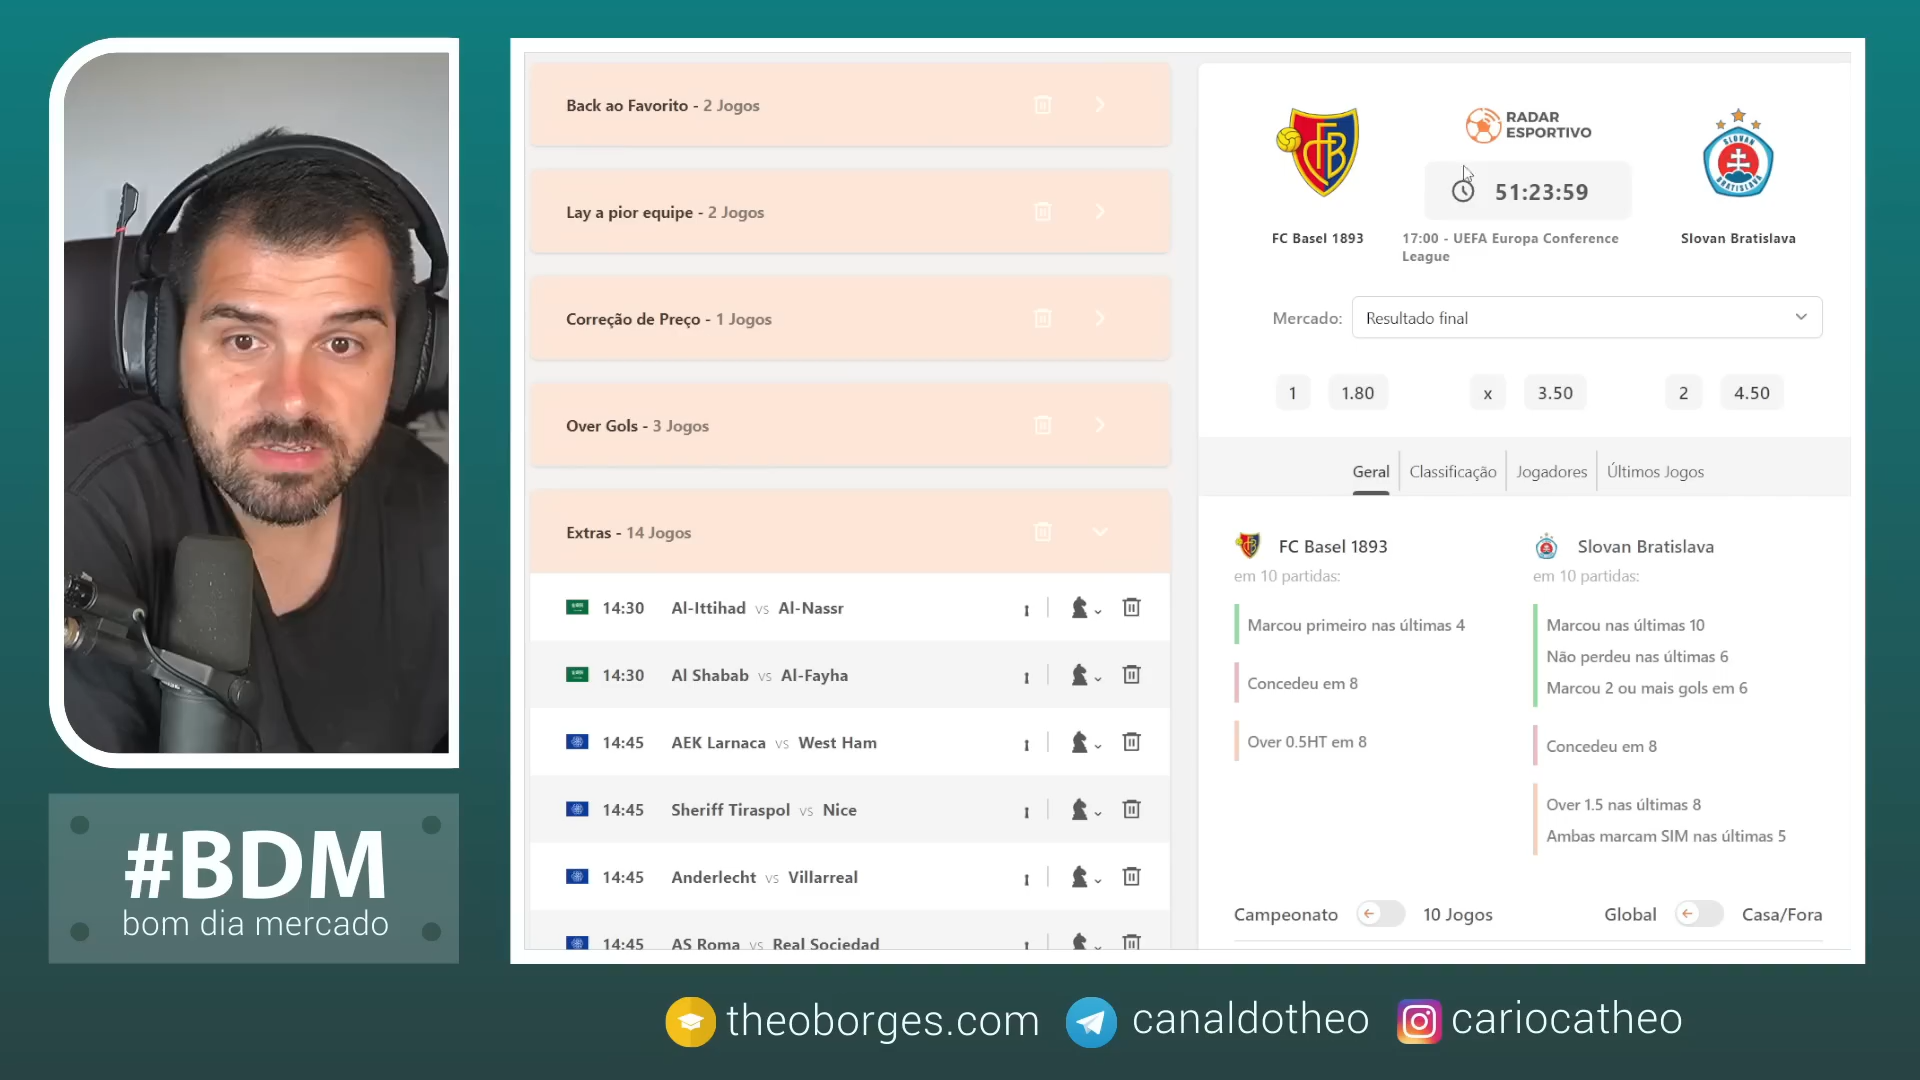 #BDM
bom dia mercado
Back ao Favorito - 2 Jogos
Lay a pior equipe - 2 Jogos
Correção de Preço - 1 Jogos
Over Gols - 3 Jogos
Extras - 14 Jogos
14:30 Al-Ittihad vs Al-Nassr
14:30 Al Shabab vs Al-Fayha
14:45 AEK Larnaca vs West Ham
14:45 Sheriff Tiraspol vs Nice
14:45 Anderlecht vs Villarreal
14:45 AS Roma vs Real Sociedad
RADAR
ESPORTIVO
FCB
SLOVAN
BRATISLAVA
51:23:59
FC Basel 1893
17:00 - UEFA Europa Conference
League
Slovan Bratislava
Mercado: Resultado final
1 1.80 x 3.50 2 4.50
Geral Classificação Jogadores Últimos Jogos
FC Basel 1893
em 10 partidas:
Marcou primeiro nas últimas 4
Concedeu em 8
Over 0.5HT em 8
Slovan Bratislava
em 10 partidas:
Marcou nas últimas 10
Não perdeu nas últimas 6
Marcou 2 ou mais gols em 6
Concedeu em 8
Over 1.5 nas últimas 8
Ambas marcam SIM nas últimas 5
Campeonato 10 Jogos Global Casa/Fora
theoborges.com canaldotheo cariocatheo